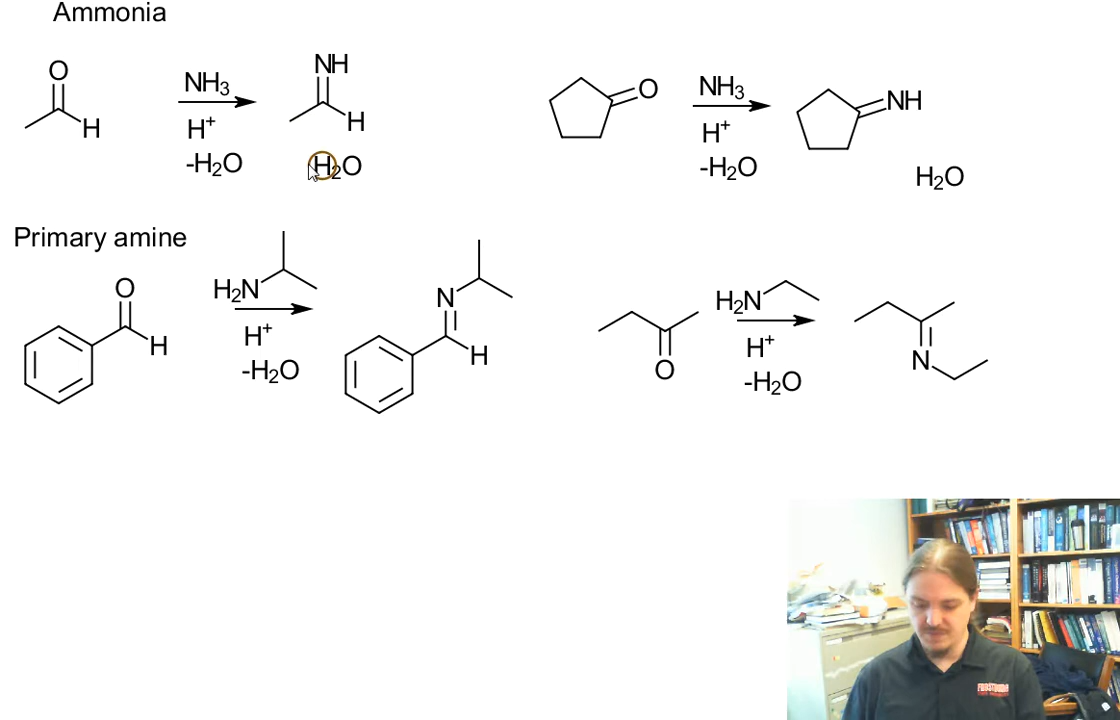 Ammonia
O
H
NH₃
H⁺
-H₂O
NH
H
H₂O
O
NH₃
H⁺
-H₂O
NH
H₂O
Primary amine
O
H
H₂N
H⁺
-H₂O
N
H
O
H₂N
H⁺
-H₂O
N